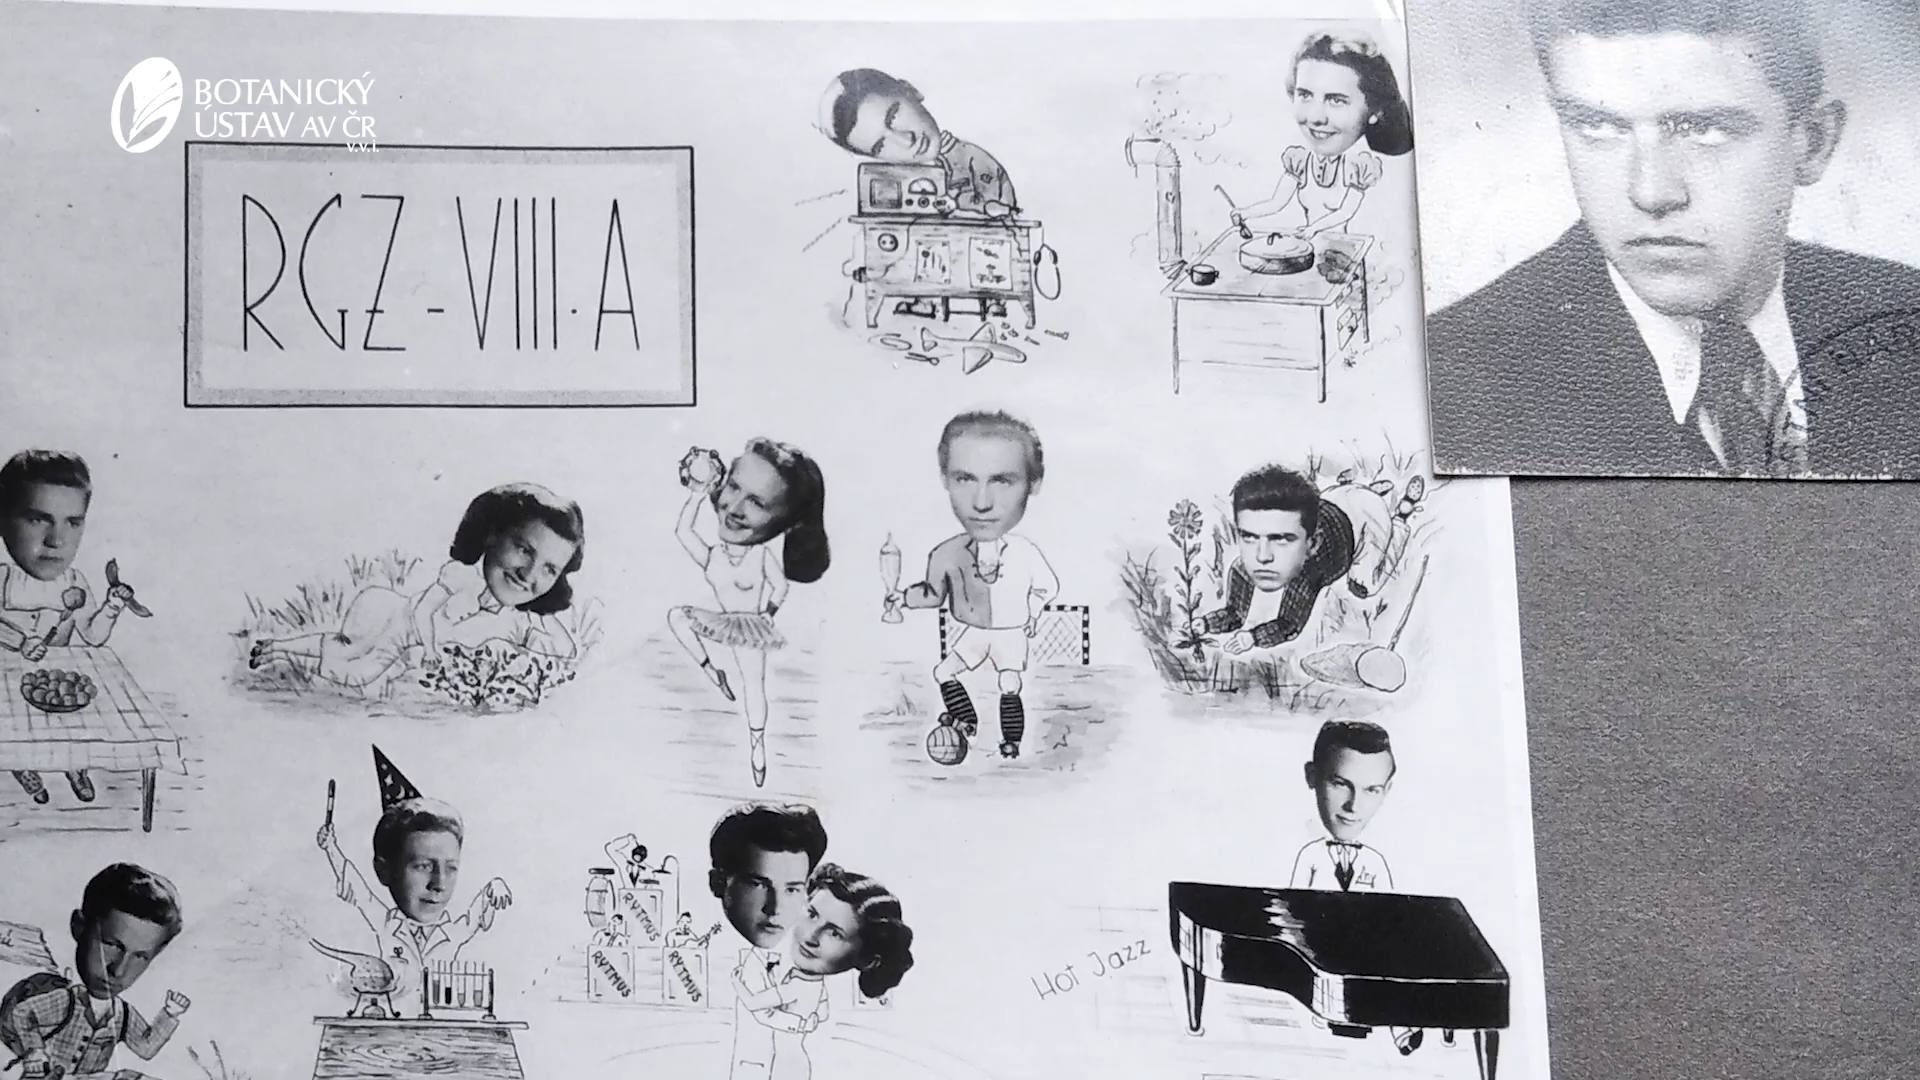 BOTANICKÝ
ÚSTAV AV ČR
v.v.i.
RGZ-VIII.A
RYTMUS
RYTMUS
RYTMUS
Hot Jazz